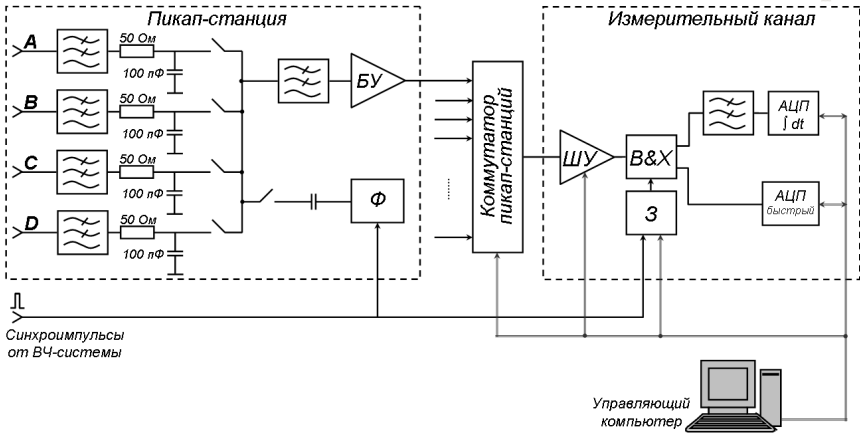 Пикап-станция
Измерительный канал
A
50 Ом
100 пФ
B
50 Ом
100 пФ
C
50 Ом
100 пФ
D
50 Ом
100 пФ
БУ
Ф
Коммутатор
пикап-станций
ШУ
В&Х
З
АЦП
∫ dt
АЦП
быстрый
Синхроимпульсы
от ВЧ-системы
Управляющий
компьютер